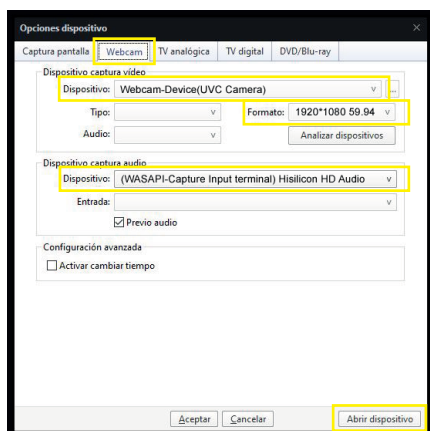 Opciones dispositivo
Captura pantalla Webcam TV analógica TV digital DVD/Blu-ray
Dispositivo captura vídeo
Dispositivo: Webcam-Device(UVC Camera) ...
Tipo: Formato: 1920*1080 59.94
Audio: Analizar dispositivos
Dispositivo captura audio
Dispositivo: (WASAPI-Capture Input terminal) Hisilicon HD Audio
Entrada:
Previo audio
Configuración avanzada
Activar cambiar tiempo
Aceptar Cancelar Abrir dispositivo